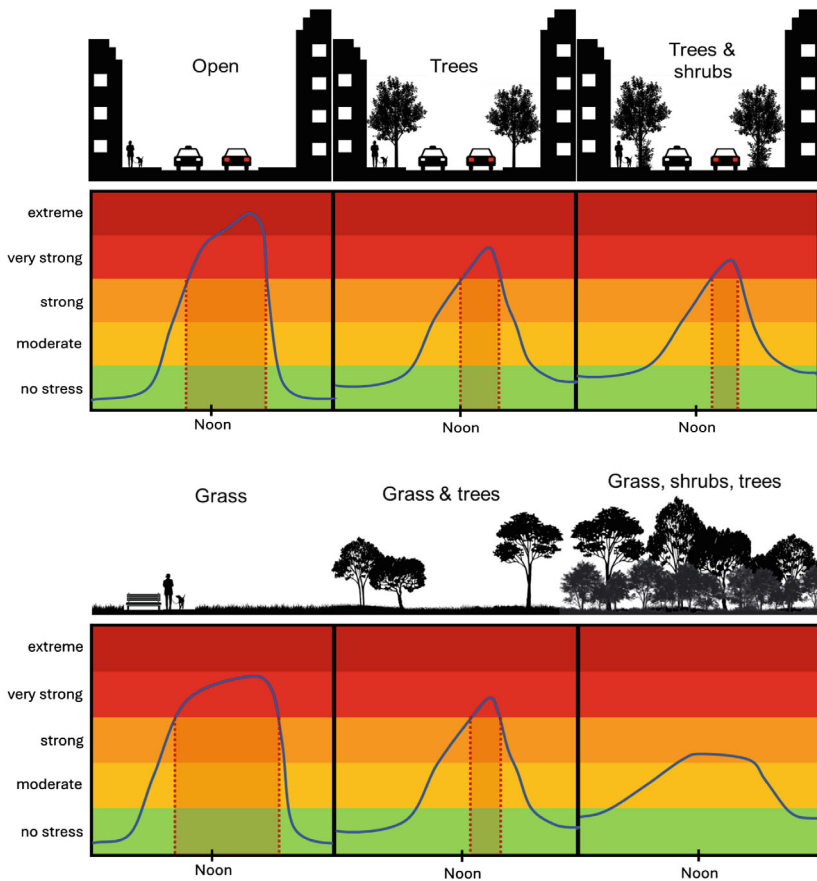 Open
Trees
Trees &
shrubs
extreme
very strong
strong
moderate
no stress
Noon
Noon
Noon
Grass
Grass & trees
Grass, shrubs, trees
extreme
very strong
strong
moderate
no stress
Noon
Noon
Noon